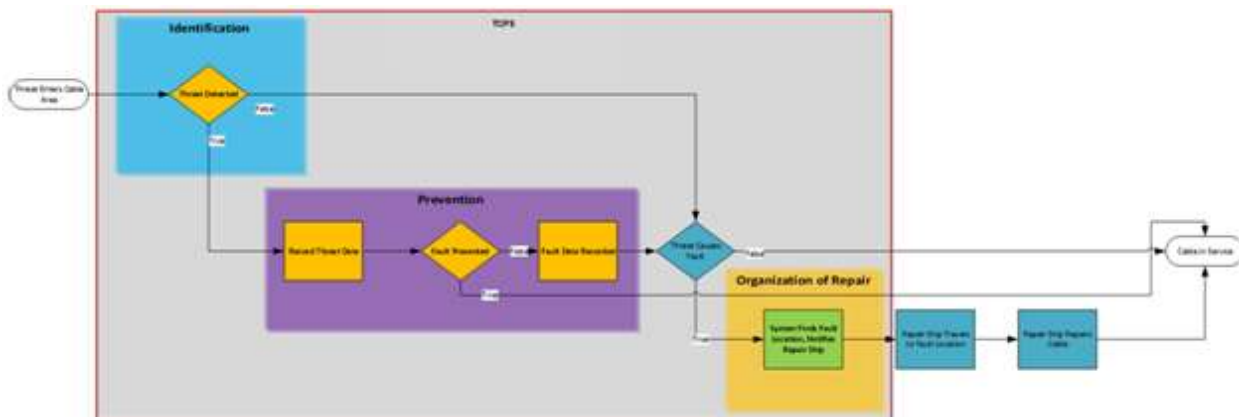 TOPS
Identification
Threat Enters Cable
Area
Threat Detected
False
True
Prevention
Record Threat Data
Fault Prevented
False
Fault Data Recorded
Threat Causes
Fault
False
Cable in Service
True
Organization of Repair
True
System Finds Fault
Location, Notifies
Repair Ship
Repair Ship Travels
to Fault Location
Repair Ship Repairs
Cable